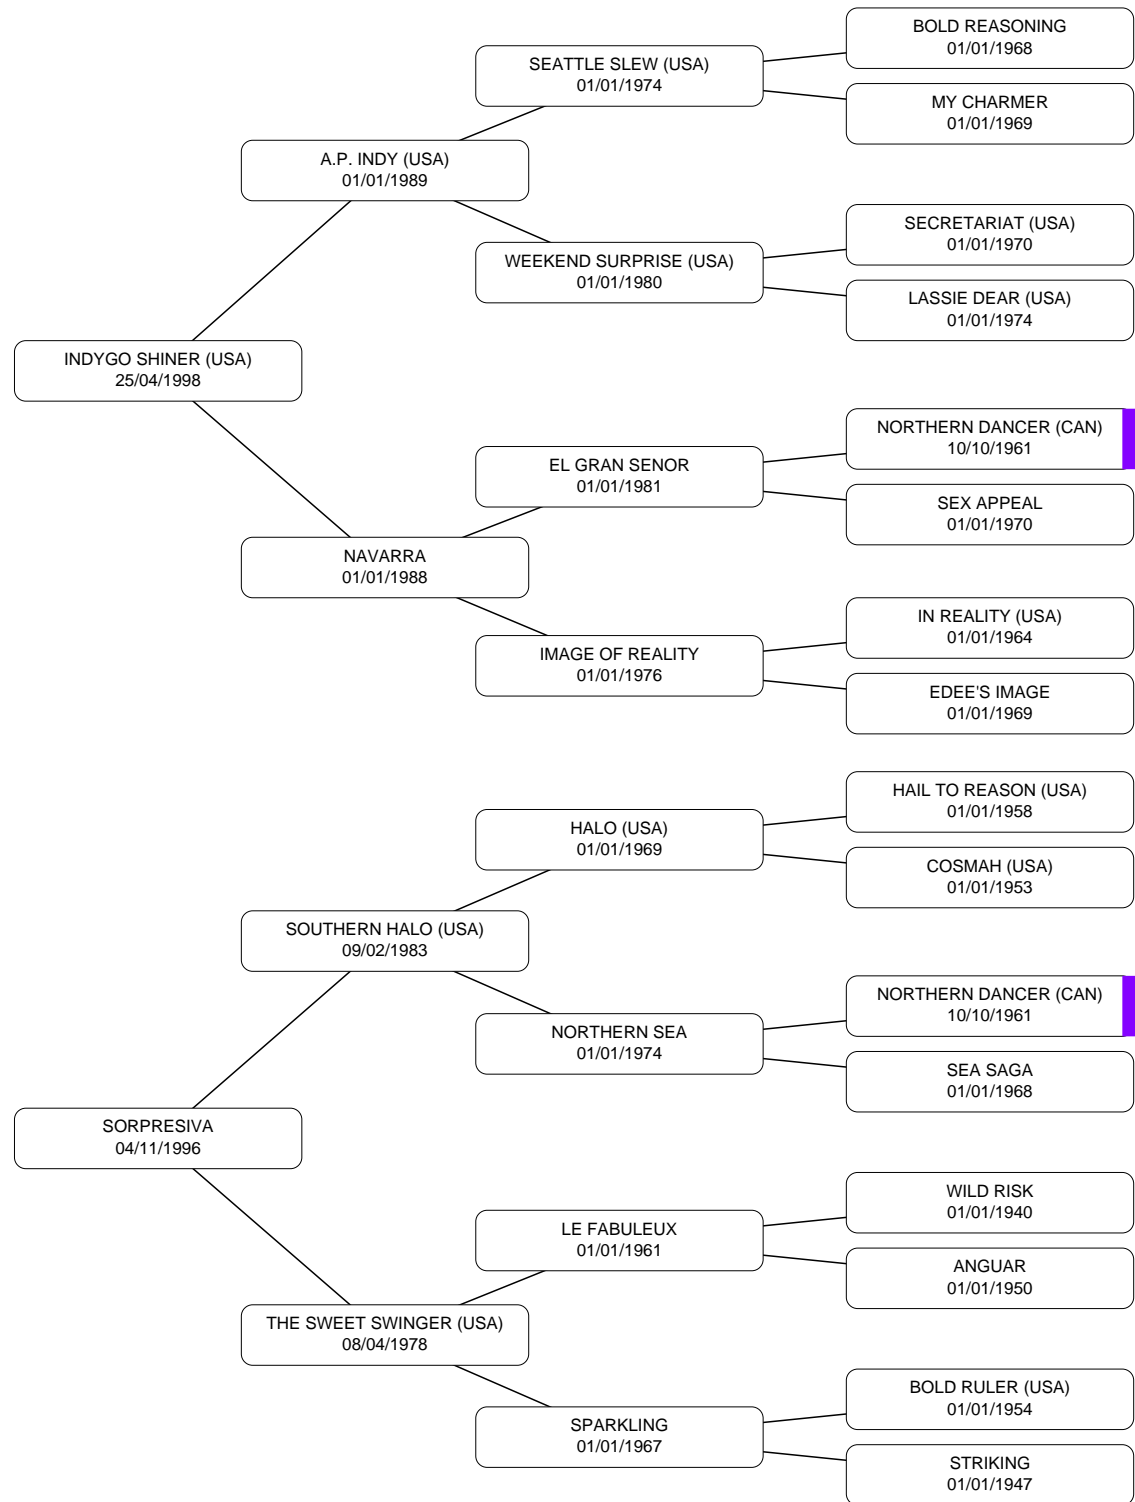 BOLD REASONING
01/01/1968
SEATTLE SLEW (USA)
01/01/1974
MY CHARMER
01/01/1969
A.P. INDY (USA)
01/01/1989
SECRETARIAT (USA)
01/01/1970
WEEKEND SURPRISE (USA)
01/01/1980
LASSIE DEAR (USA)
01/01/1974
INDYGO SHINER (USA)
25/04/1998
NORTHERN DANCER (CAN)
10/10/1961
EL GRAN SENOR
01/01/1981
SEX APPEAL
01/01/1970
NAVARRA
01/01/1988
IN REALITY (USA)
01/01/1964
IMAGE OF REALITY
01/01/1976
EDEE'S IMAGE
01/01/1969
HAIL TO REASON (USA)
01/01/1958
HALO (USA)
01/01/1969
COSMAH (USA)
01/01/1953
SOUTHERN HALO (USA)
09/02/1983
NORTHERN DANCER (CAN)
10/10/1961
NORTHERN SEA
01/01/1974
SEA SAGA
01/01/1968
SORPRESIVA
04/11/1996
WILD RISK
01/01/1940
LE FABULEUX
01/01/1961
ANGUAR
01/01/1950
THE SWEET SWINGER (USA)
08/04/1978
BOLD RULER (USA)
01/01/1954
SPARKLING
01/01/1967
STRIKING
01/01/1947